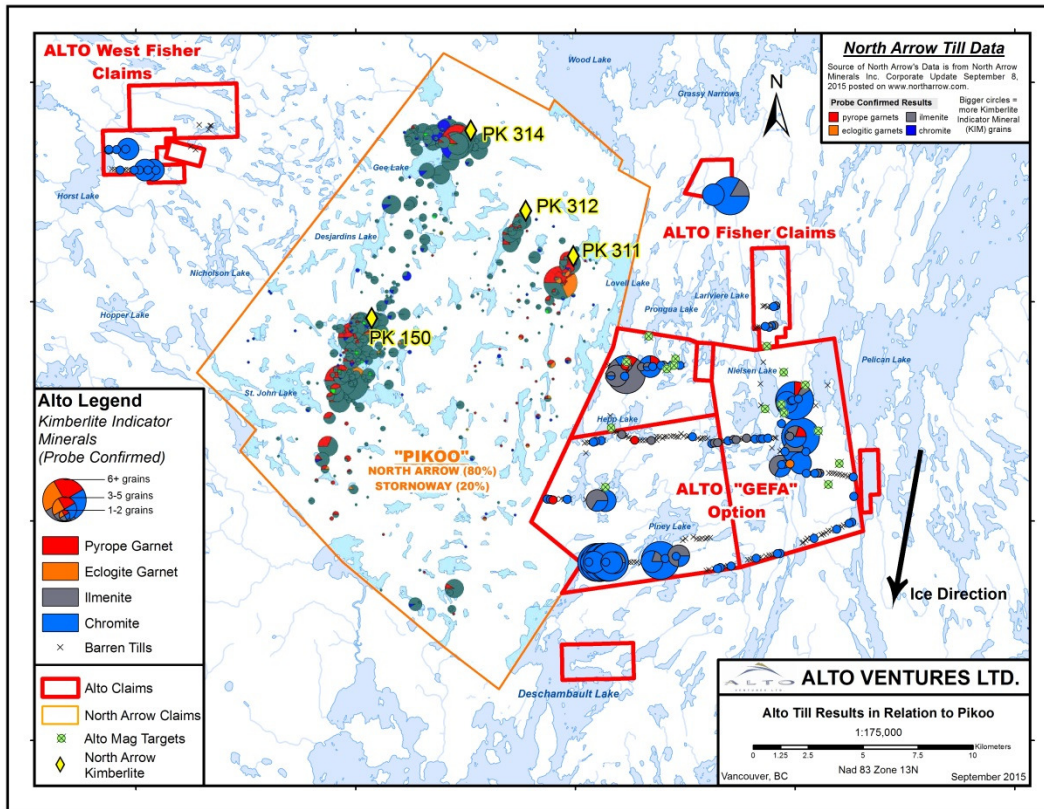 ALTO West Fisher
Claims
Wood Lake
Grassy Narrows
N
North Arrow Till Data
Source of North Arrow's Data is from North Arrow
Minerals Inc. Corporate Update September 8,
2015 posted on www.northarrow.com.
Probe Confirmed Results
pyrope garnets
ilmenite
eclogitic garnets
chromite
Bigger circles =
more Kimberlite
Indicator Mineral
(KIM) grains
PK 314
Gee Lake
Horst Lake
PK 312
Desjardins Lake
ALTO Fisher Claims
PK 311
Nicholson Lake
Lovell Lake
Lariviere Lake
Prongua Lake
Hopper Lake
PK 150
Pelican Lake
Nielsen Lake
St. John Lake
Hepp Lake
"PIKOO"
NORTH ARROW (80%)
STORNOWAY (20%)
ALTO "GEFA"
Option
Piney Lake
Ice Direction
Deschambault Lake
Alto Legend
Kimberlite Indicator
Minerals
(Probe Confirmed)
6+ grains
3-5 grains
1-2 grains
Pyrope Garnet
Eclogite Garnet
Ilmenite
Chromite
Barren Tills
Alto Claims
North Arrow Claims
Alto Mag Targets
North Arrow
Kimberlite
ALTO
VENTURES LTD.
ALTO VENTURES LTD.
Alto Till Results in Relation to Pikoo
1:175,000
Kilometers
0 1.25 2.5 5 7.5 10
Nad 83 Zone 13N
Vancouver, BC
September 2015